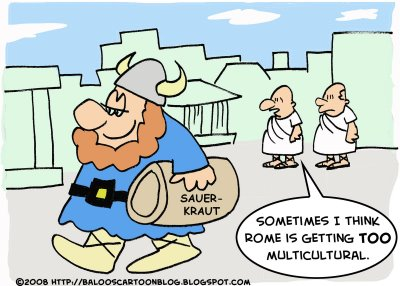 SAUER-
KRAUT
SOMETIMES I THINK
ROME IS GETTING TOO
MULTICULTURAL.
©2008 HTTP://BALOOSCARTOONBLOG.BLOGSPOT.COM